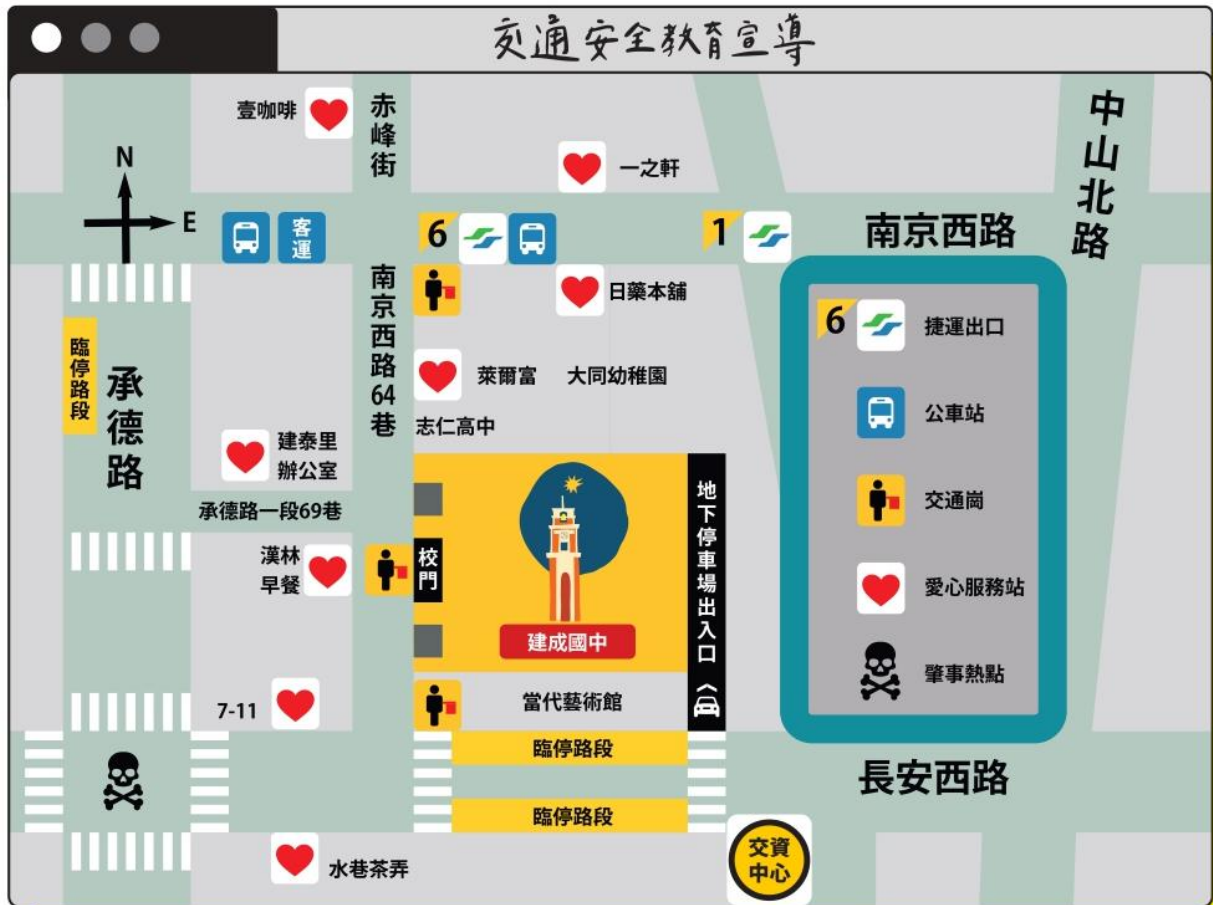 交通安全教育宣導
壹咖啡
赤峰街
中山北路
一之軒
N
E
客運
6
1
南京西路
南京西路64巷
日藥本舖
6
捷運出口
臨停路段
承德路
萊爾富
大同幼稚園
公車站
志仁高中
建泰里
辦公室
地下停車場出入口
交通崗
承德路一段69巷
漢林
早餐
校門
愛心服務站
建成國中
肇事熱點
7-11
當代藝術館
臨停路段
長安西路
臨停路段
水巷茶弄
交資
中心